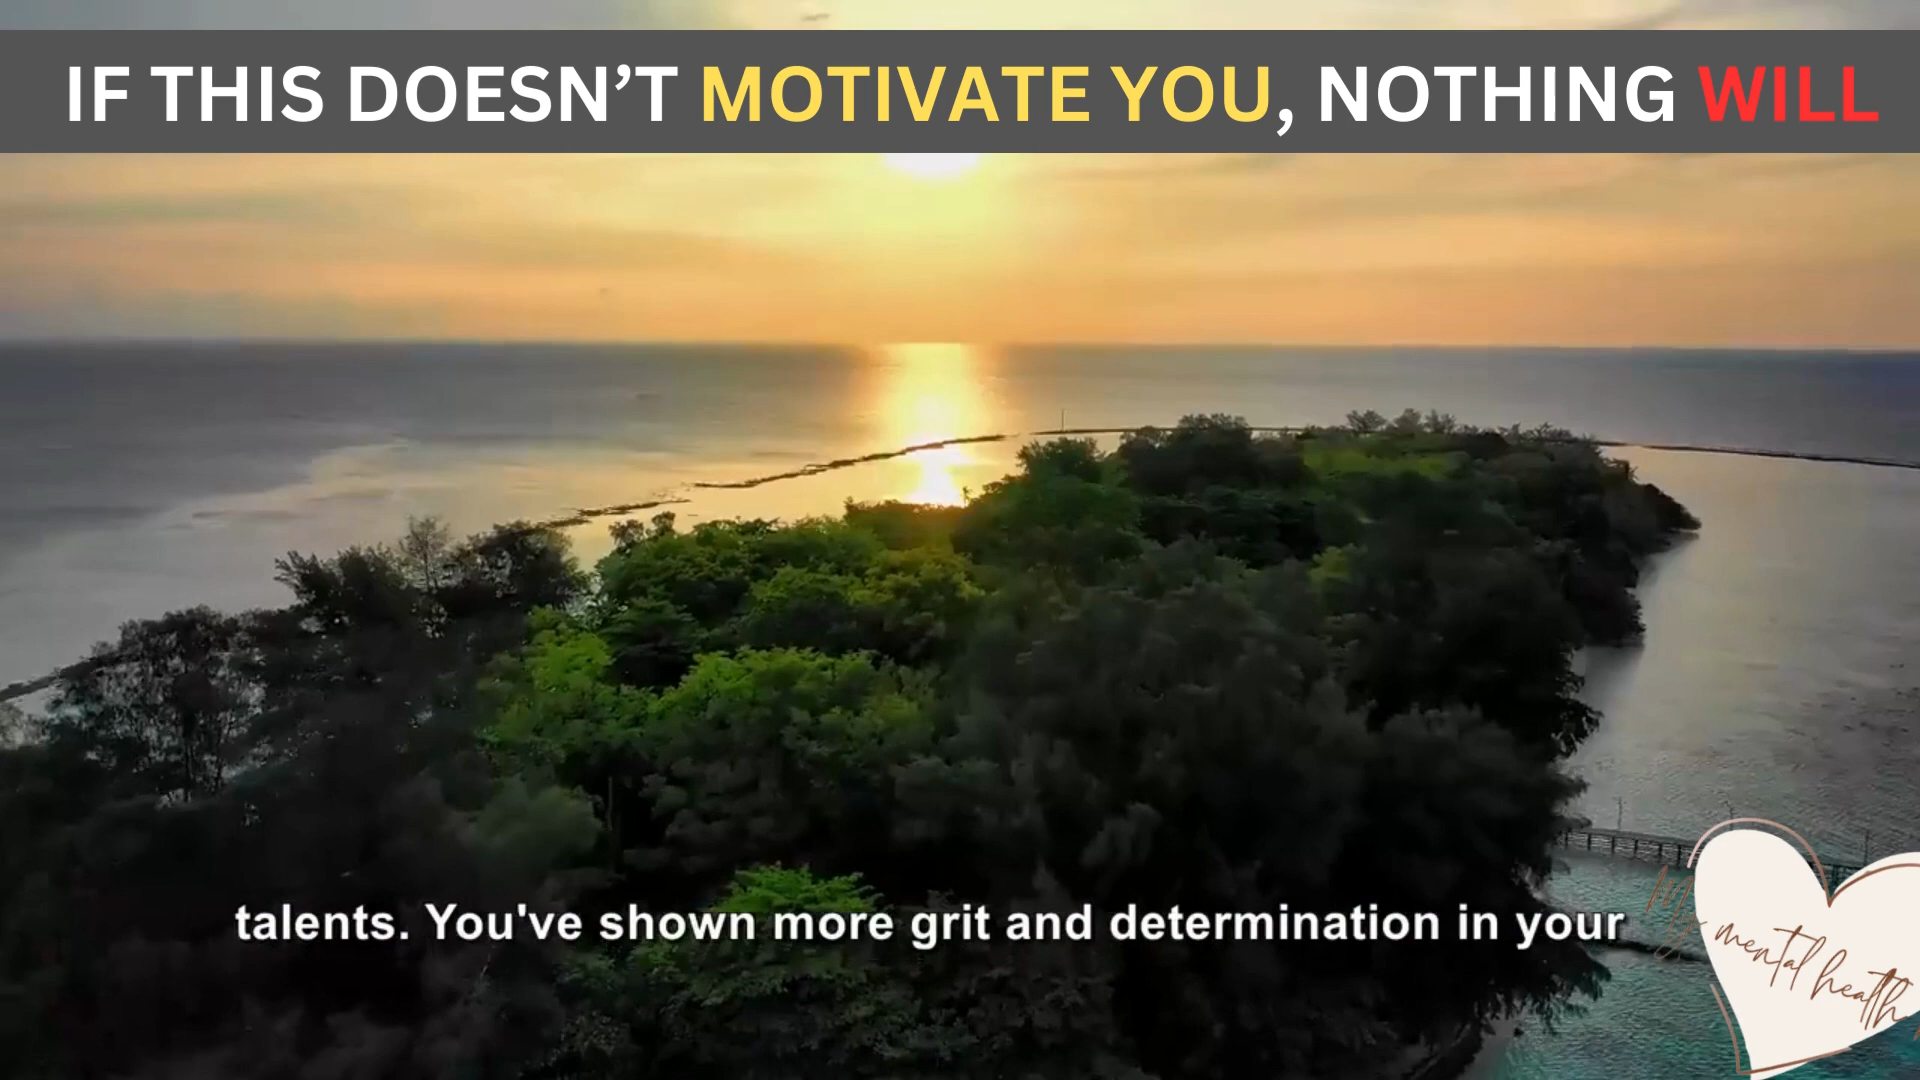 IF THIS DOESN’T MOTIVATE YOU, NOTHING WILL
talents. You've shown more grit and determination in your
My mental health